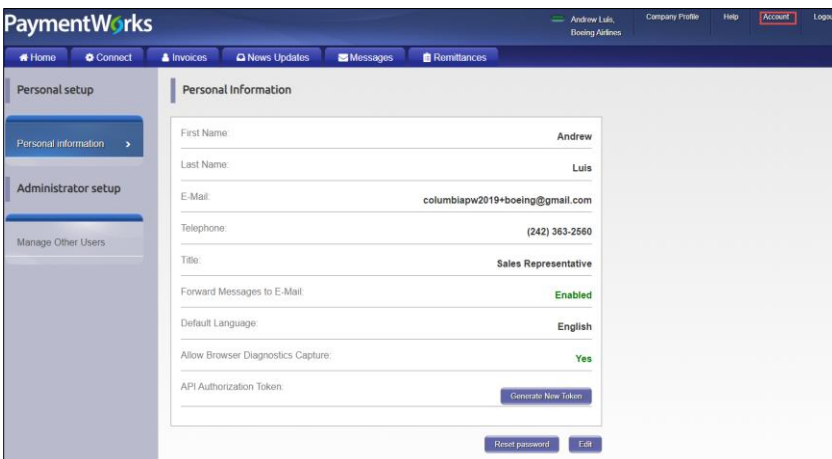 PaymentWorks
Andrew Luis,
Boeing Airlines
Company Profile
Help
Account
Logou
Home
Connect
Invoices
News Updates
Messages
Remittances
Personal setup
Personal information
Administrator setup
Manage Other Users
Personal Information
First Name: Andrew
Last Name: Luis
E-Mail: columbiapw2019+boeing@gmail.com
Telephone: (242) 363-2560
Title: Sales Representative
Forward Messages to E-Mail: Enabled
Default Language: English
Allow Browser Diagnostics Capture: Yes
API Authorization Token: Generate New Token
Reset password
Edit